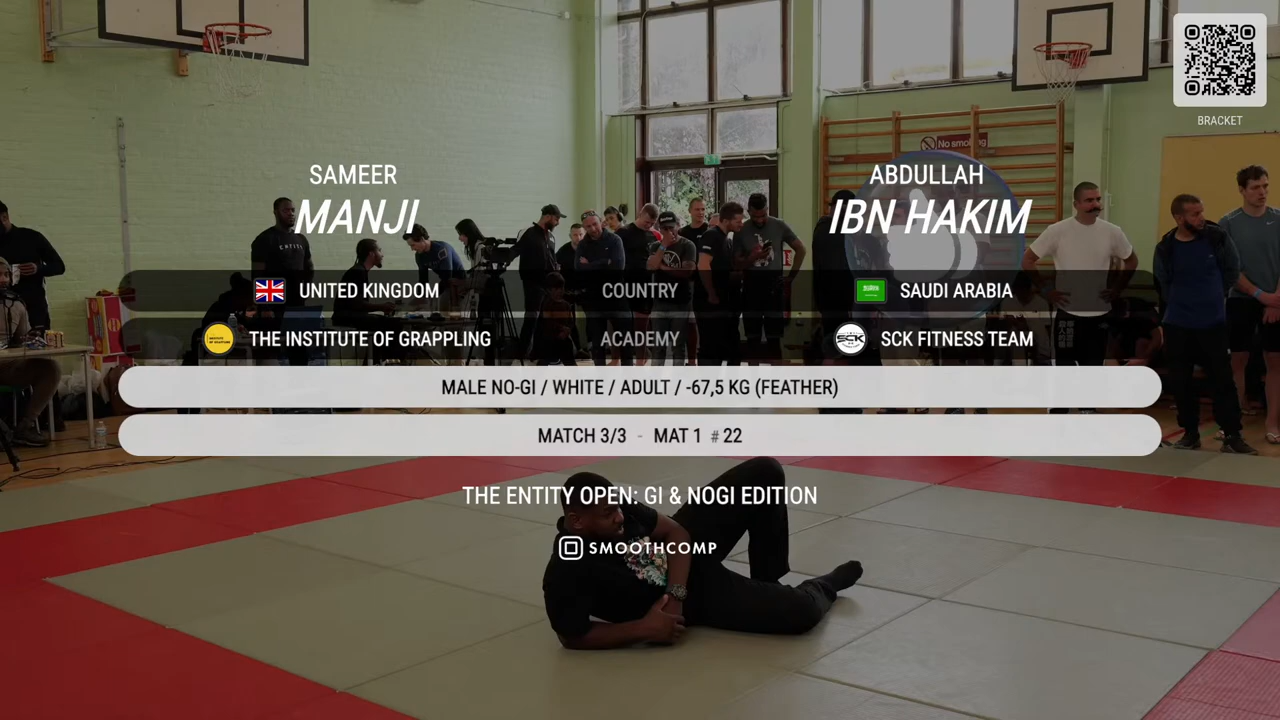 BRACKET
No smoking
SAMEER
MANJI
ABDULLAH
IBN HAKIM
UNITED KINGDOM
COUNTRY
SAUDI ARABIA
THE INSTITUTE OF GRAPPLING
ACADEMY
SCK
SCK FITNESS TEAM
MALE NO-GI / WHITE / ADULT / -67,5 KG (FEATHER)
MATCH 3/3 - MAT 1 # 22
THE ENTITY OPEN: GI & NOGI EDITION
SMOOTHCOMP